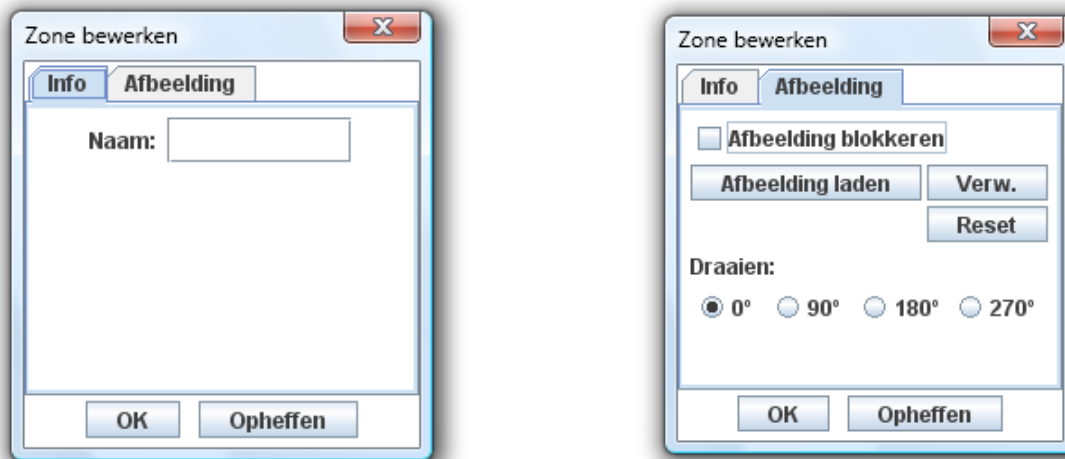 Zone bewerken
Info Afbeelding
Naam:
OK Opheffen
Zone bewerken
Info Afbeelding
Afbeelding blokkeren
Afbeelding laden Verw.
Reset
Draaien:
0° 90° 180° 270°
OK Opheffen